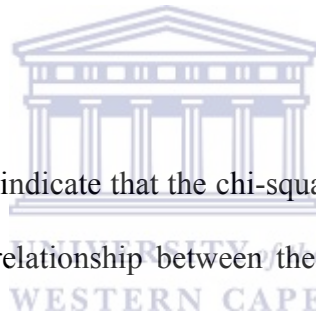 indicate that the chi-squa
relationship between the
UNIVERSITY of the
WESTERN CAPE